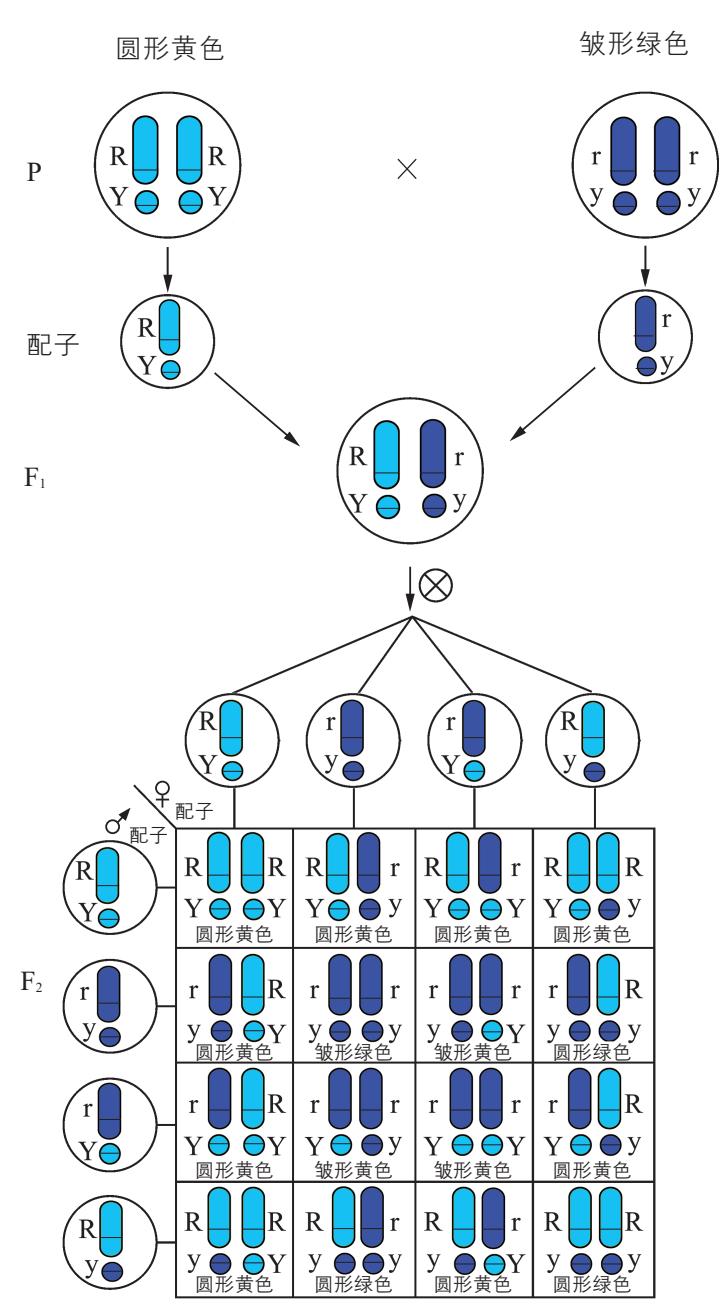 圆形黄色 皱形绿色
P R R Y Y × r r y y
配子 R Y r y
F1 R r Y y
R Y r y r Y R y
♀ 配子
♂ 配子
R Y R R R r R r R R
Y Y Y y Y Y Y y
圆形黄色 圆形黄色 圆形黄色 圆形黄色
F2
r y r R r r r r r R
y Y y y y Y y y
圆形黄色 皱形绿色 皱形黄色 圆形绿色
r Y r R r r r r r R
Y Y Y y Y Y Y y
圆形黄色 皱形黄色 皱形黄色 圆形黄色
R y R R R r R r R R
y Y y y y Y y y
圆形黄色 圆形绿色 圆形黄色 圆形绿色